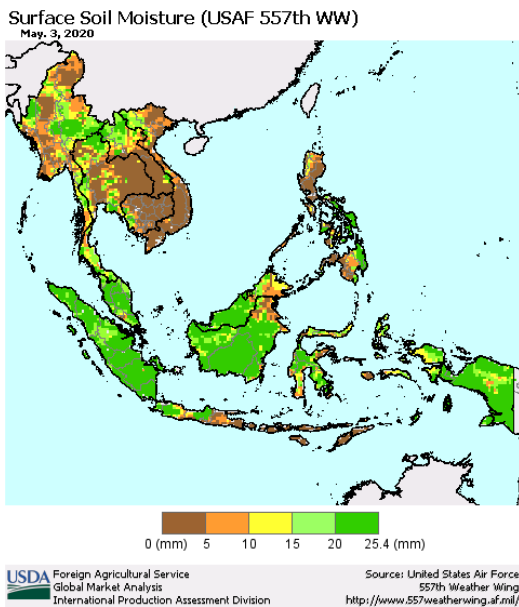 Surface Soil Moisture (USAF 557th WW)
May. 3, 2020
0 (mm) 5 10 15 20 25.4 (mm)
USDA Foreign Agricultural Service
Global Market Analysis
International Production Assessment Division
Source: United States Air Force
557th Weather Wing
http://www.557weatherwing.af.mil/